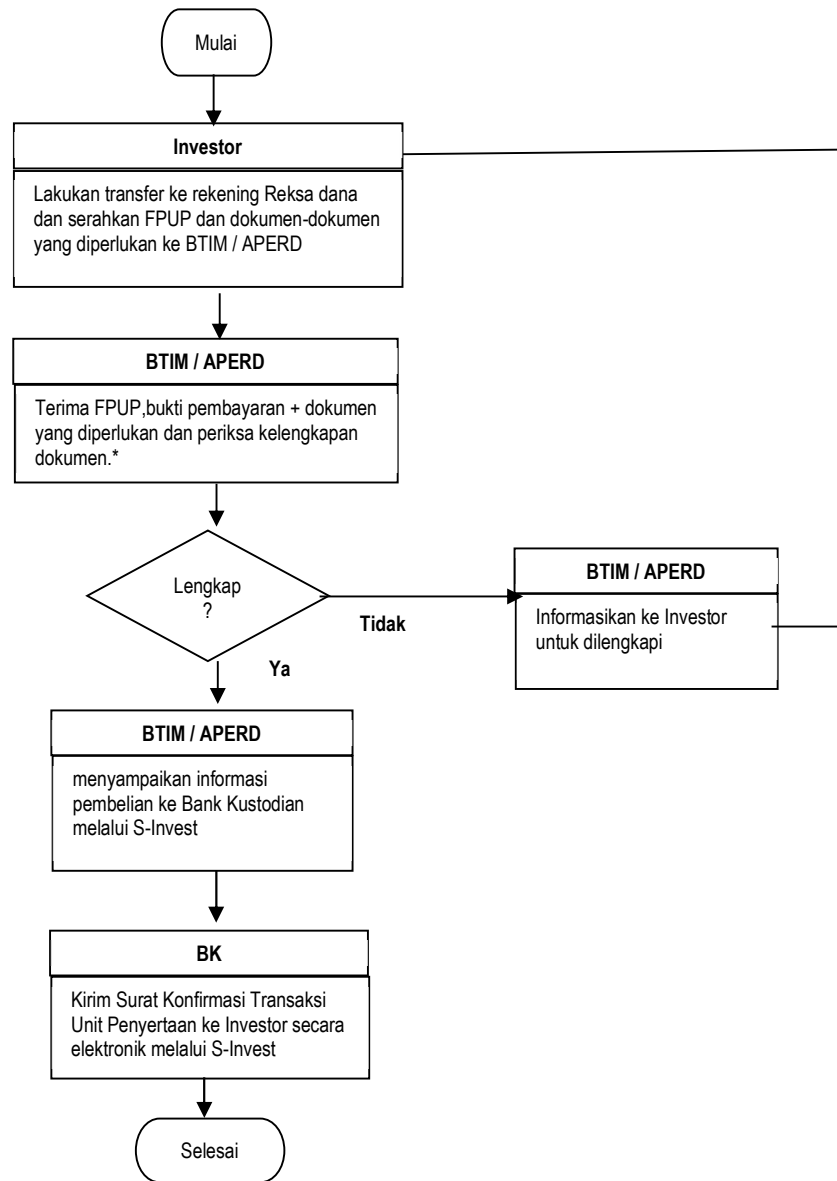 Mulai
Investor
Lakukan transfer ke rekening Reksa dana
dan serahkan FPUP dan dokumen-dokumen
yang diperlukan ke BTIM / APERD
BTIM / APERD
Terima FPUP,bukti pembayaran + dokumen
yang diperlukan dan periksa kelengkapan
dokumen.*
Lengkap
?
Tidak
BTIM / APERD
Informasikan ke Investor
untuk dilengkapi
Ya
BTIM / APERD
menyampaikan informasi
pembelian ke Bank Kustodian
melalui S-Invest
BK
Kirim Surat Konfirmasi Transaksi
Unit Penyertaan ke Investor secara
elektronik melalui S-Invest
Selesai